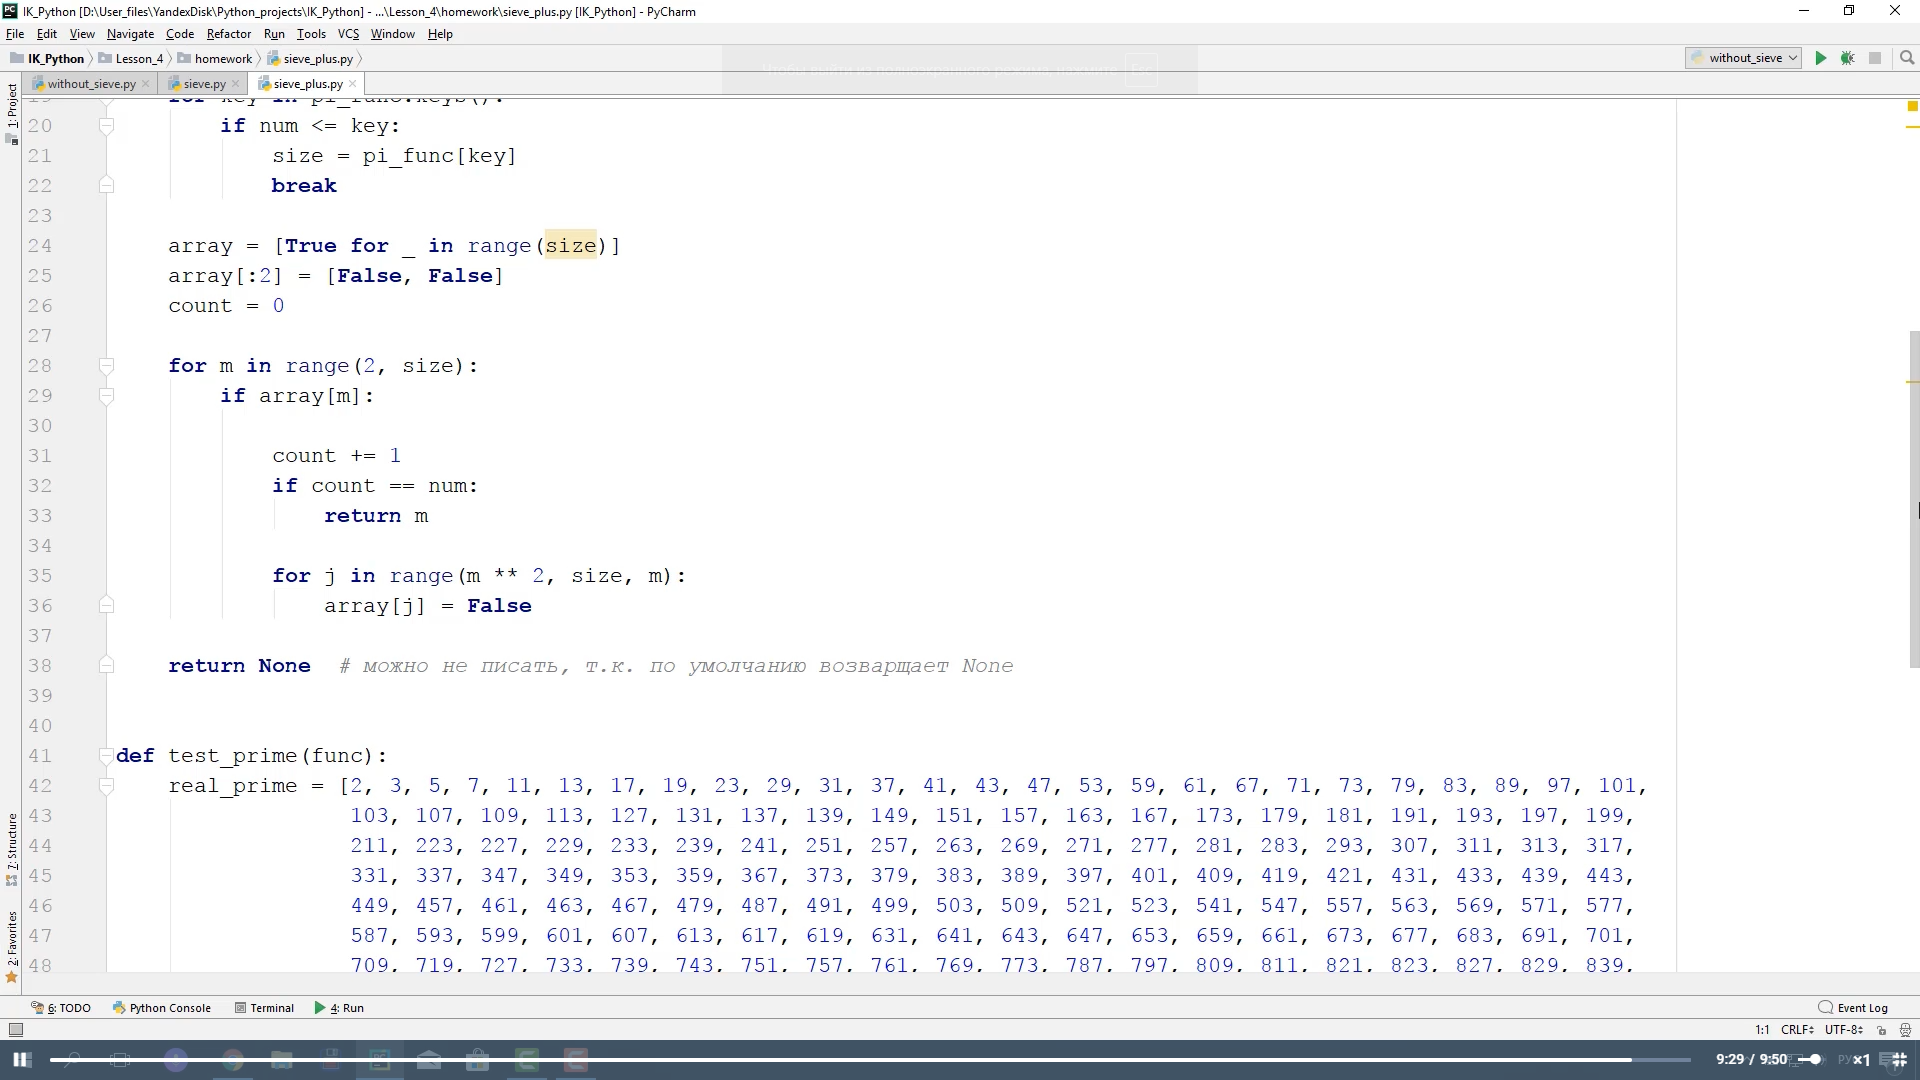 IK_Python [D:\User_files\YandexDisk\Python_projects\IK_Python] - ...\Lesson_4\homework\sieve_plus.py [IK_Python] - PyCharm
File Edit View Navigate Code Refactor Run Tools VCS Window Help
IK_Python Lesson_4 homework sieve_plus.py without_sieve
Чтобы выйти из полноэкранного режима, нажмите Esc
without_sieve.py sieve.py sieve_plus.py
1: Project
19 for key in pi_func.keys():
20 if num <= key:
21 size = pi_func[key]
22 break
23
24 array = [True for _ in range(size)]
25 array[:2] = [False, False]
26 count = 0
27
28 for m in range(2, size):
29 if array[m]:
30
31 count += 1
32 if count == num:
33 return m
34
35 for j in range(m ** 2, size, m):
36 array[j] = False
37
38 return None # можно не писать, т.к. по умолчанию возварщает None
39
40
41 def test_prime(func):
42 real_prime = [2, 3, 5, 7, 11, 13, 17, 19, 23, 29, 31, 37, 41, 43, 47, 53, 59, 61, 67, 71, 73, 79, 83, 89, 97, 101,
43 103, 107, 109, 113, 127, 131, 137, 139, 149, 151, 157, 163, 167, 173, 179, 181, 191, 193, 197, 199,
44 211, 223, 227, 229, 233, 239, 241, 251, 257, 263, 269, 271, 277, 281, 283, 293, 307, 311, 313, 317,
45 331, 337, 347, 349, 353, 359, 367, 373, 379, 383, 389, 397, 401, 409, 419, 421, 431, 433, 439, 443,
46 449, 457, 461, 463, 467, 479, 487, 491, 499, 503, 509, 521, 523, 541, 547, 557, 563, 569, 571, 577,
47 587, 593, 599, 601, 607, 613, 617, 619, 631, 641, 643, 647, 653, 659, 661, 673, 677, 683, 691, 701,
48 709, 719, 727, 733, 739, 743, 751, 757, 761, 769, 773, 787, 797, 809, 811, 821, 823, 827, 829, 839,
7: Structure
2: Favorites
6: TODO Python Console Terminal 4: Run Event Log
1:1 CRLF UTF-8
9:29 / 9:50 ×1